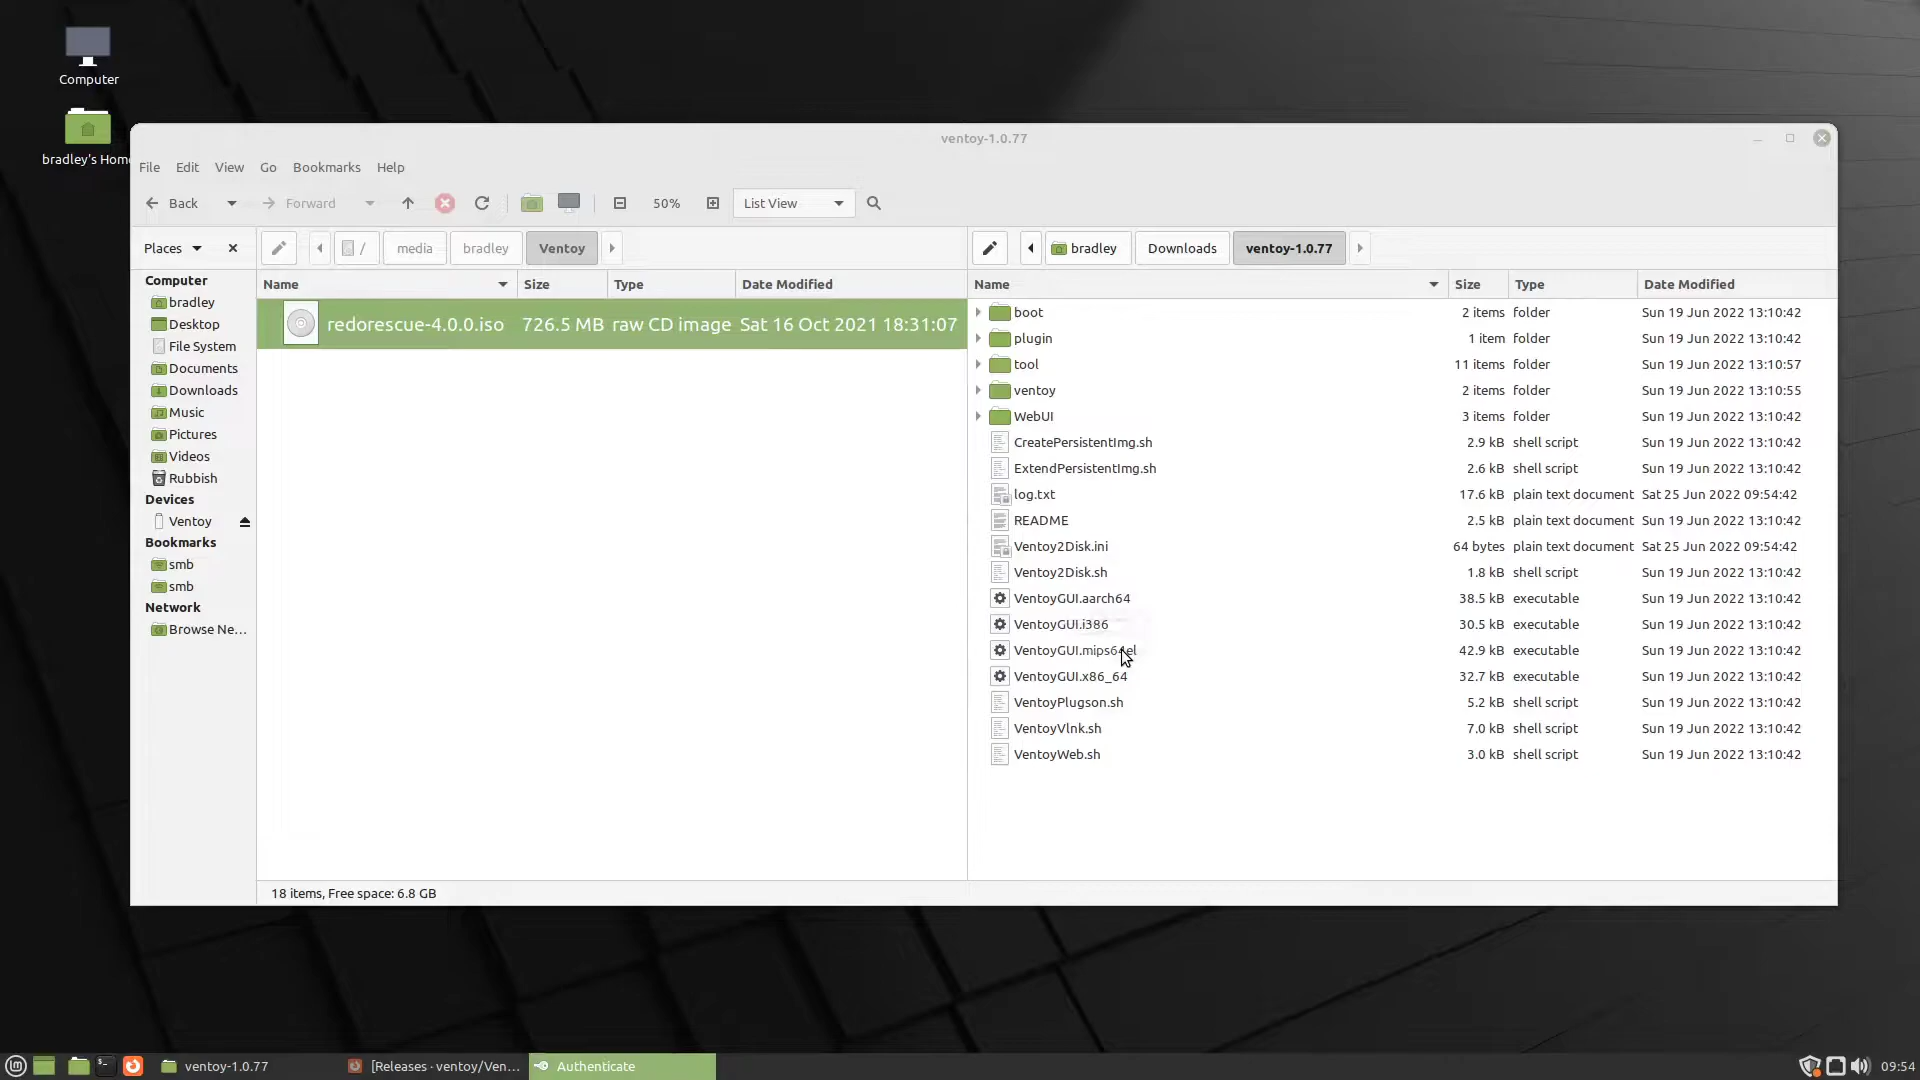 Computer
bradley's Hom
ventoy-1.0.77
File Edit View Go Bookmarks Help
Back Forward 50% List View
Places / media bradley Ventoy bradley Downloads ventoy-1.0.77
Name Size Type Date Modified Name Size Type Date Modified
Computer
bradley
Desktop
File System
Documents
Downloads
Music
Pictures
Videos
Rubbish
Devices
Ventoy
Bookmarks
smb
smb
Network
Browse Ne...
redorescue-4.0.0.iso 726.5 MB raw CD image Sat 16 Oct 2021 18:31:07
boot 2 items folder Sun 19 Jun 2022 13:10:42
plugin 1 item folder Sun 19 Jun 2022 13:10:42
tool 11 items folder Sun 19 Jun 2022 13:10:57
ventoy 2 items folder Sun 19 Jun 2022 13:10:55
WebUI 3 items folder Sun 19 Jun 2022 13:10:42
CreatePersistentImg.sh 2.9 kB shell script Sun 19 Jun 2022 13:10:42
ExtendPersistentImg.sh 2.6 kB shell script Sun 19 Jun 2022 13:10:42
log.txt 17.6 kB plain text document Sat 25 Jun 2022 09:54:42
README 2.5 kB plain text document Sun 19 Jun 2022 13:10:42
Ventoy2Disk.ini 64 bytes plain text document Sat 25 Jun 2022 09:54:42
Ventoy2Disk.sh 1.8 kB shell script Sun 19 Jun 2022 13:10:42
VentoyGUI.aarch64 38.5 kB executable Sun 19 Jun 2022 13:10:42
VentoyGUI.i386 30.5 kB executable Sun 19 Jun 2022 13:10:42
VentoyGUI.mips64el 42.9 kB executable Sun 19 Jun 2022 13:10:42
VentoyGUI.x86_64 32.7 kB executable Sun 19 Jun 2022 13:10:42
VentoyPlugson.sh 5.2 kB shell script Sun 19 Jun 2022 13:10:42
VentoyVlnk.sh 7.0 kB shell script Sun 19 Jun 2022 13:10:42
VentoyWeb.sh 3.0 kB shell script Sun 19 Jun 2022 13:10:42
18 items, Free space: 6.8 GB
ventoy-1.0.77 [Releases · ventoy/Ven... Authenticate 09:54